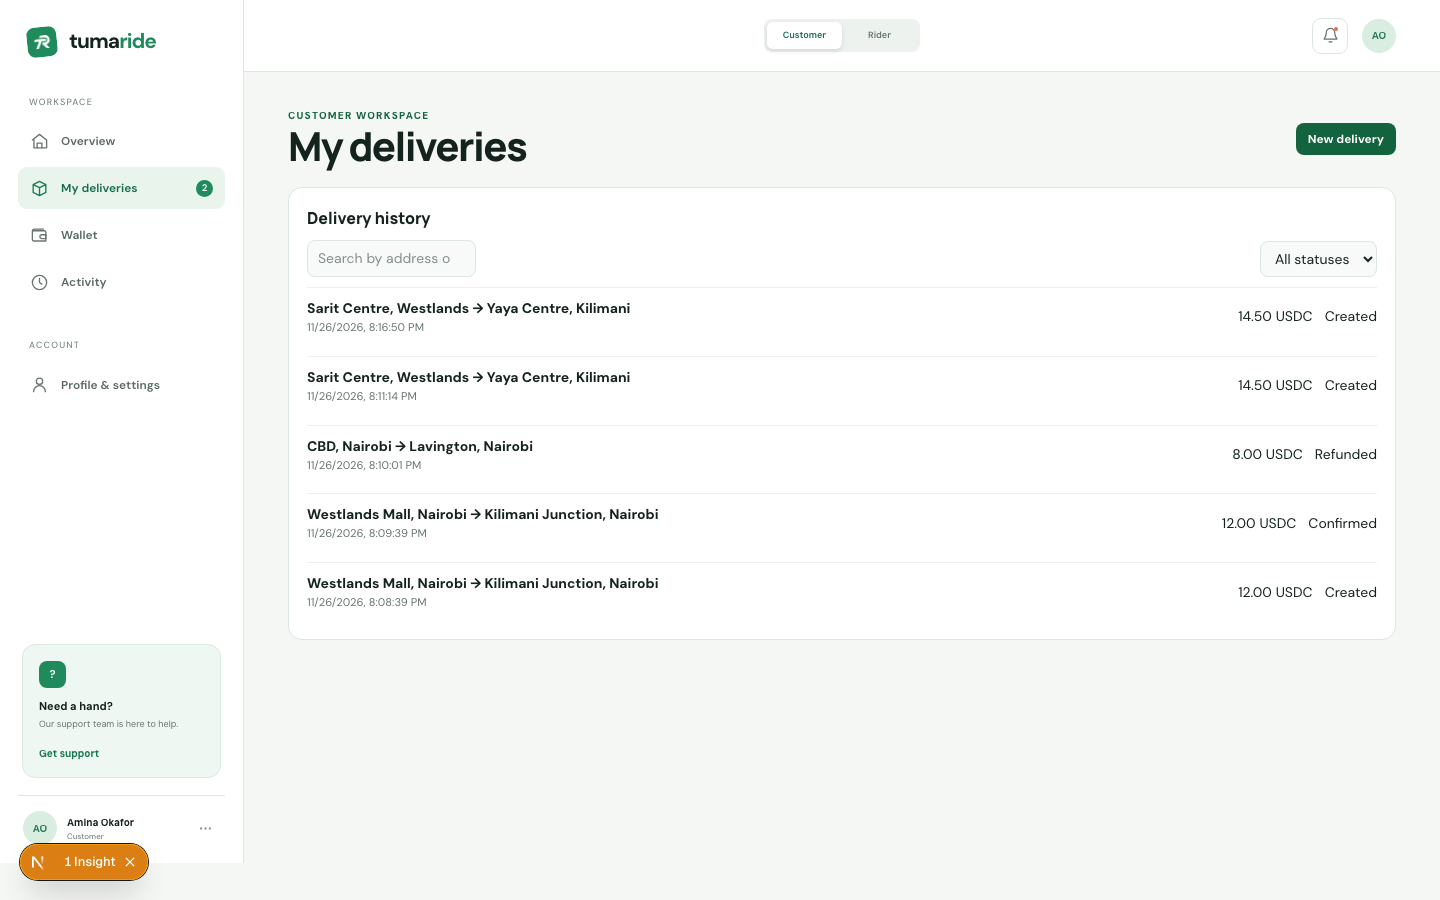 tumaride
Customer
Rider
AO
WORKSPACE
Overview
My deliveries
2
Wallet
Activity
ACCOUNT
Profile & settings
?
Need a hand?
Our support team is here to help.
Get support
AO
Amina Okafor
Customer
1 Insight
CUSTOMER WORKSPACE
My deliveries
New delivery
Delivery history
Search by address o
All statuses
Sarit Centre, Westlands → Yaya Centre, Kilimani
11/26/2026, 8:16:50 PM
14.50 USDC Created
Sarit Centre, Westlands → Yaya Centre, Kilimani
11/26/2026, 8:11:14 PM
14.50 USDC Created
CBD, Nairobi → Lavington, Nairobi
11/26/2026, 8:10:01 PM
8.00 USDC Refunded
Westlands Mall, Nairobi → Kilimani Junction, Nairobi
11/26/2026, 8:09:39 PM
12.00 USDC Confirmed
Westlands Mall, Nairobi → Kilimani Junction, Nairobi
11/26/2026, 8:08:39 PM
12.00 USDC Created